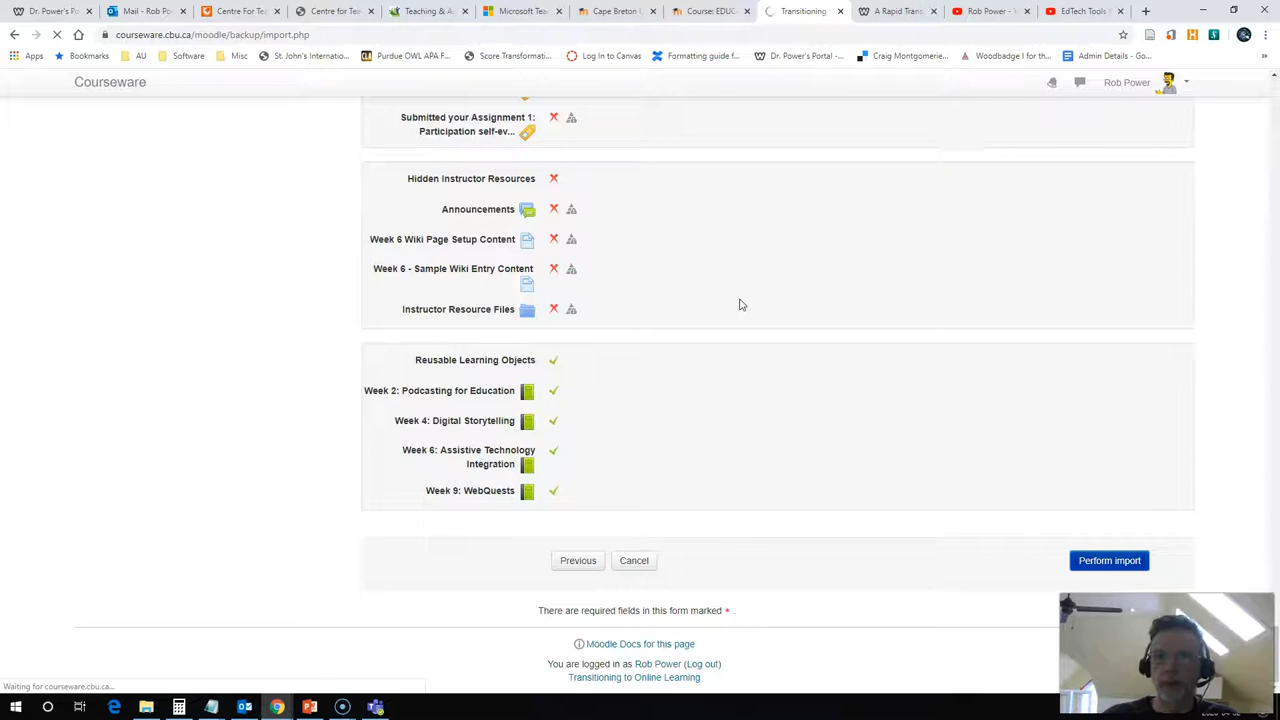 Dr. Power's Po
Mail - Rob Po
Centre For Te
Centre for Te
Teaching & A
Microsoft Tea
Cape Breton
Course: EDUC
Transitioning
A Rapid Trans
Rob Power - 
EdTech Tools
courseware.cbu.ca/moodle/backup/import.php
Apps
Bookmarks
AU
Software
Misc
St. John's Internatio...
Purdue OWL APA F...
Score Transformati...
Log In to Canvas
Formatting guide f...
Dr. Power's Portal -...
Craig Montgomerie...
Woodbadge I for th...
Admin Details - Go...
Courseware
Rob Power
Submitted your Assignment 1:
Participation self-ev...
Hidden Instructor Resources
Announcements
Week 6 Wiki Page Setup Content
Week 6 - Sample Wiki Entry Content
Instructor Resource Files
Reusable Learning Objects
Week 2: Podcasting for Education
Week 4: Digital Storytelling
Week 6: Assistive Technology
Integration
Week 9: WebQuests
Previous
Cancel
Perform import
There are required fields in this form marked * .
Moodle Docs for this page
You are logged in as Rob Power (Log out)
Transitioning to Online Learning
Waiting for courseware.cbu.ca...